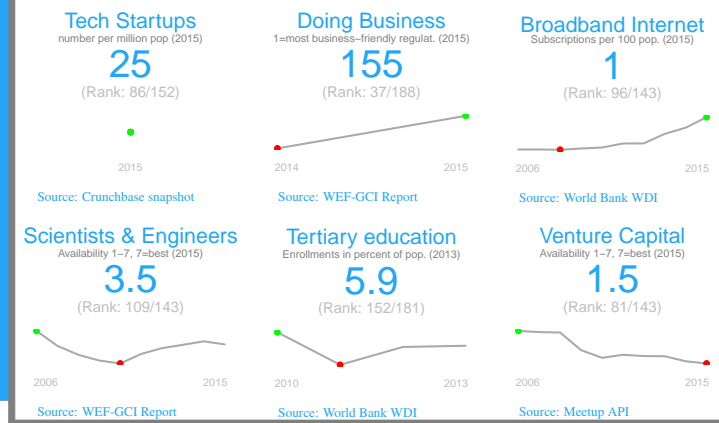 Tech Startups
number per million pop (2015)
25
(Rank: 86/152)
2015
Source: Crunchbase snapshot
Doing Business
1=most business−friendly regulat. (2015)
155
(Rank: 37/188)
2014 2015
Source: WEF-GCI Report
Broadband Internet
Subscriptions per 100 pop. (2015)
1
(Rank: 96/143)
2006 2015
Source: World Bank WDI
Scientists & Engineers
Availability 1−7, 7=best (2015)
3.5
(Rank: 109/143)
2006 2015
Source: WEF-GCI Report
Tertiary education
Enrollments in percent of pop. (2013)
5.9
(Rank: 152/181)
2010 2013
Source: World Bank WDI
Venture Capital
Availability 1−7, 7=best (2015)
1.5
(Rank: 81/143)
2006 2015
Source: Meetup API